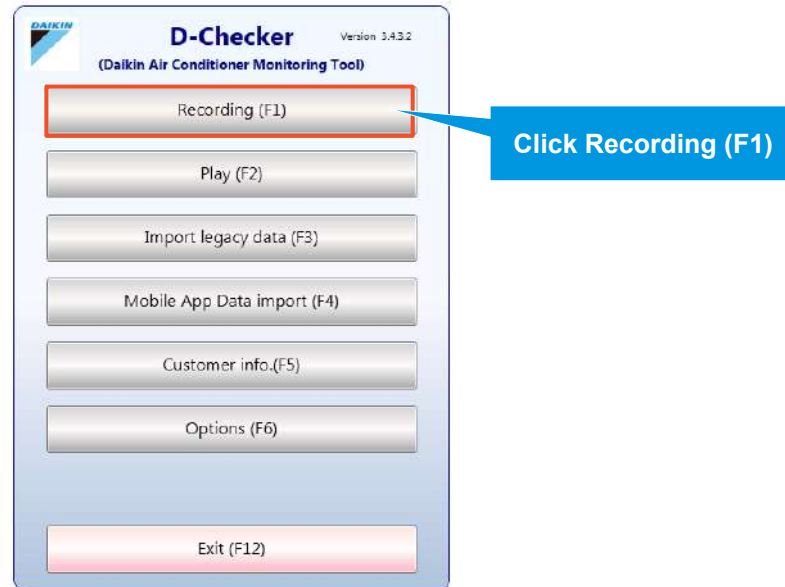 DAIKIN
D-Checker
Version 3.4.3.2
(Daikin Air Conditioner Monitoring Tool)
Recording (F1)
Click Recording (F1)
Play (F2)
Import legacy data (F3)
Mobile App Data import (F4)
Customer info.(F5)
Options (F6)
Exit (F12)